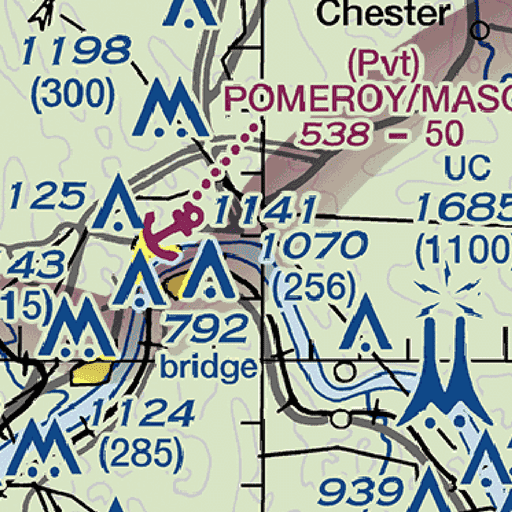 Chester
1198
(300)
(Pvt)
POMEROY/MASO
538 - 50
UC
125
1141
1685
(1100)
1070
(256)
43
15)
792
bridge
1124
(285)
939